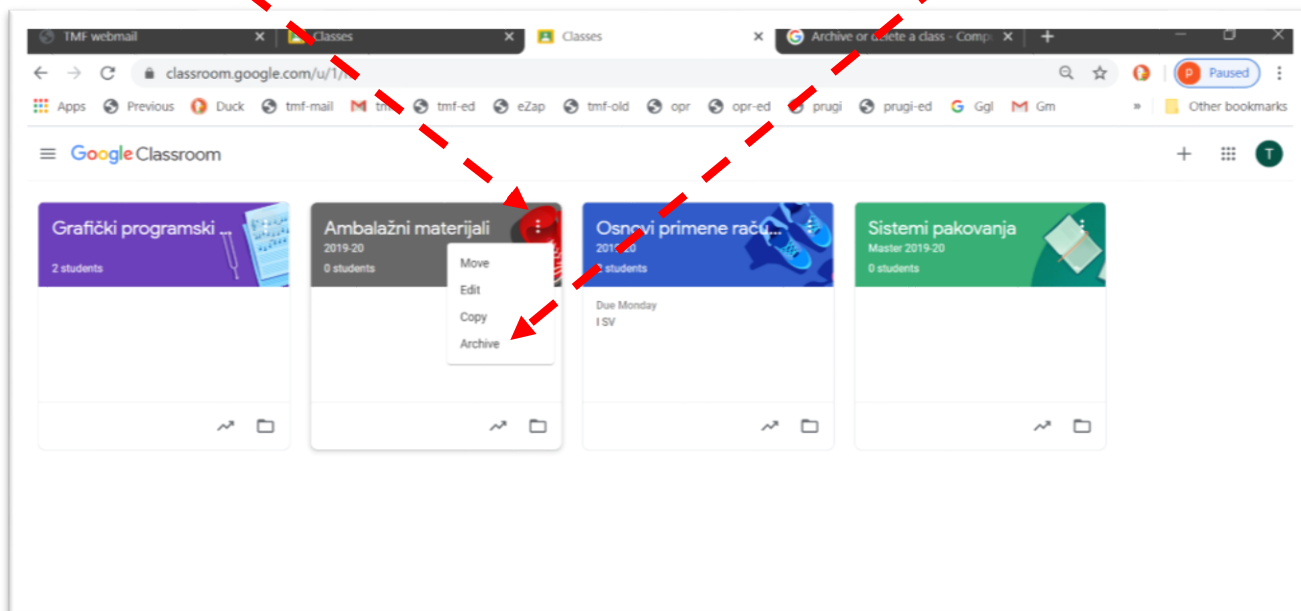 TMF webmail
Classes
Classes
Archive or delete a class - Comp
classroom.google.com/u/1/
Paused
Apps Previous Duck tmf-mail tmf-ed eZap tmf-old opr opr-ed prugi prugi-ed Ggl Gm » Other bookmarks
Google Classroom
T
Grafički programski ...
2 students
Ambalažni materijali
2019-20
0 students
Move
Edit
Copy
Archive
Osnovi primene raču...
2019-20
students
Due Monday
I SV
Sistemi pakovanja
Master 2019-20
0 students